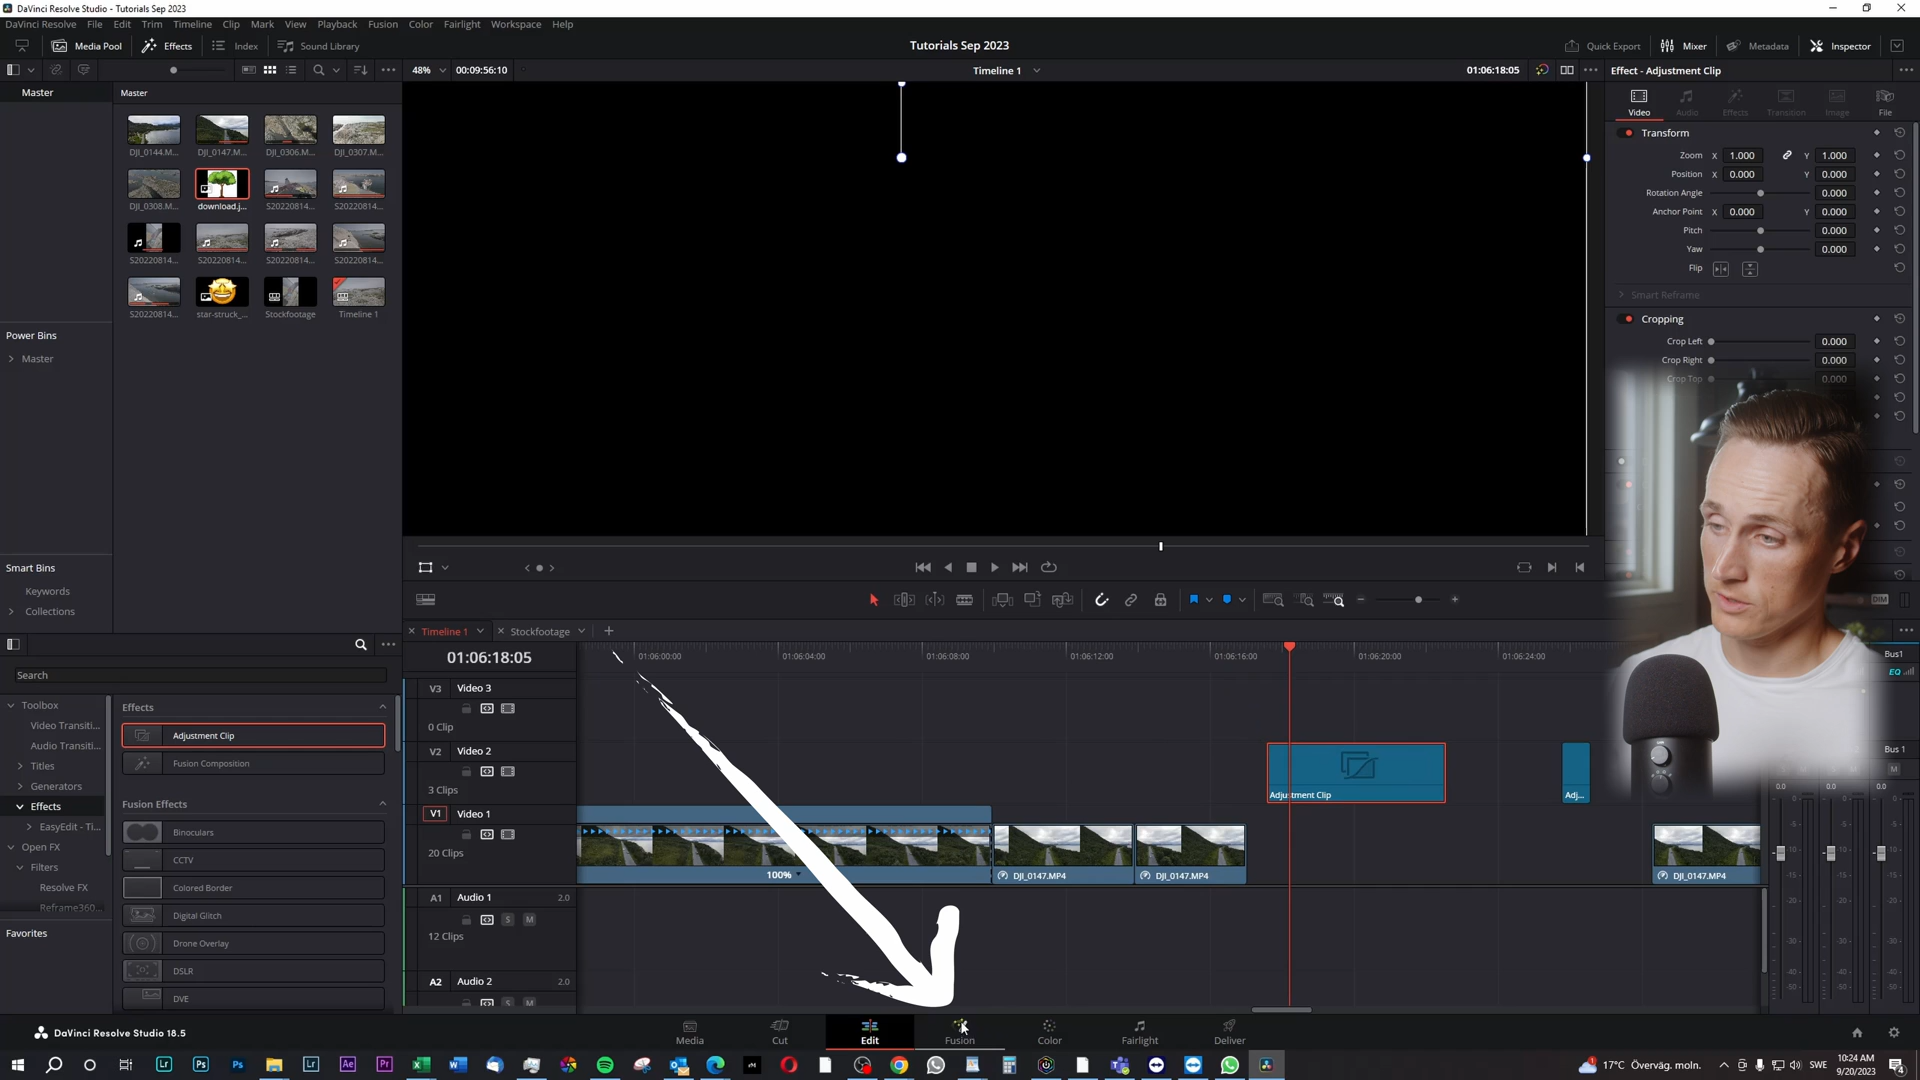 DaVinci Resolve Studio - Tutorials Sep 2023
DaVinci Resolve File Edit Trim Timeline Clip Mark View Playback Fusion Color Fairlight Workspace Help
Media Pool Effects Index Sound Library
Tutorials Sep 2023
Quick Export Mixer Metadata Inspector
48% 00:09:56:10 Timeline 1 01:06:18:05
Effect - Adjustment Clip
Master
Master
DJI_0144.M... DJI_0147.M... DJI_0306.M... DJI_0307.M...
DJI_0308.M... download.j... S20220814... S20220814...
S20220814... S20220814... S20220814... S20220814...
S20220814... star-struck_... Stockfootage Timeline 1
Power Bins
Master
Smart Bins
Keywords
Collections
Video Audio Effects Transition Image File
Transform
Zoom X 1.000 Y 1.000
Position X 0.000 Y 0.000
Rotation Angle 0.000
Anchor Point X 0.000 Y 0.000
Pitch 0.000
Yaw 0.000
Flip
Smart Reframe
Cropping
Crop Left 0.000
Crop Right 0.000
Crop Top 0.000
DIM
Timeline 1 Stockfootage
01:06:18:05
01:06:00:00 01:06:04:00 01:06:08:00 01:06:12:00 01:06:16:00 01:06:20:00 01:06:24:00
V3 Video 3
0 Clip
V2 Video 2
3 Clips
Adjustment Clip
Adj...
V1 Video 1
20 Clips
100%
DJI_0147.MP4
DJI_0147.MP4
DJI_0147.MP4
A1 Audio 1 2.0
S M
12 Clips
A2 Audio 2 2.0
S M
Bus1
EQ
Bus 1
M
0.0 0.0 0.0
-5 -5
-10 -10
-15 -15
-20 -20
-30 -30
-40 -40
-50 -50
Search
Toolbox
Video Transiti...
Audio Transiti...
Titles
Generators
Effects
EasyEdit - Ti...
Open FX
Filters
Resolve FX
Reframe360...
Favorites
Effects
Adjustment Clip
Fusion Composition
Fusion Effects
Binoculars
CCTV
Colored Border
Digital Glitch
Drone Overlay
DSLR
DVE
DaVinci Resolve Studio 18.5
Media Cut Edit Fusion Color Fairlight Deliver
Lr Ps Ps Lr Ae Pr
17°C Överväg. moln.
SWE
10:24 AM
9/20/2023
4